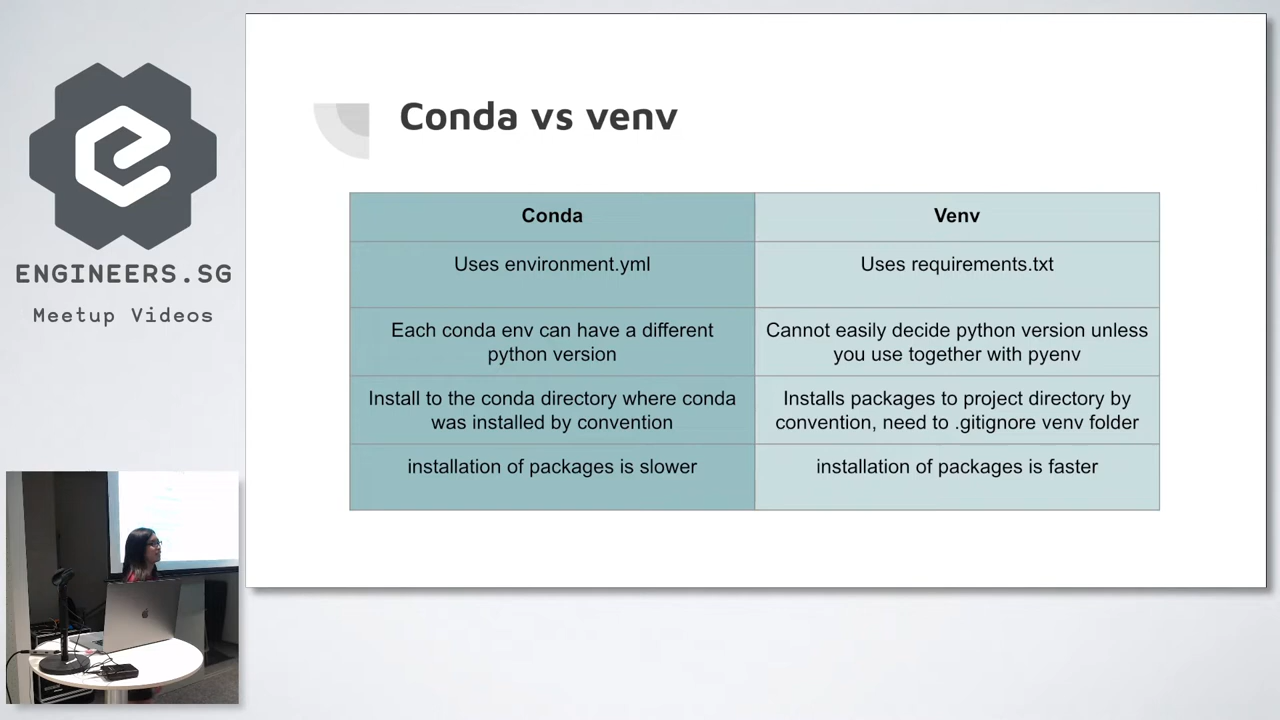 ENGINEERS.SG
Meetup Videos
Conda vs venv
Conda
Venv
Uses environment.yml
Uses requirements.txt
Each conda env can have a different
python version
Cannot easily decide python version unless
you use together with pyenv
Install to the conda directory where conda
was installed by convention
Installs packages to project directory by
convention, need to .gitignore venv folder
installation of packages is slower
installation of packages is faster